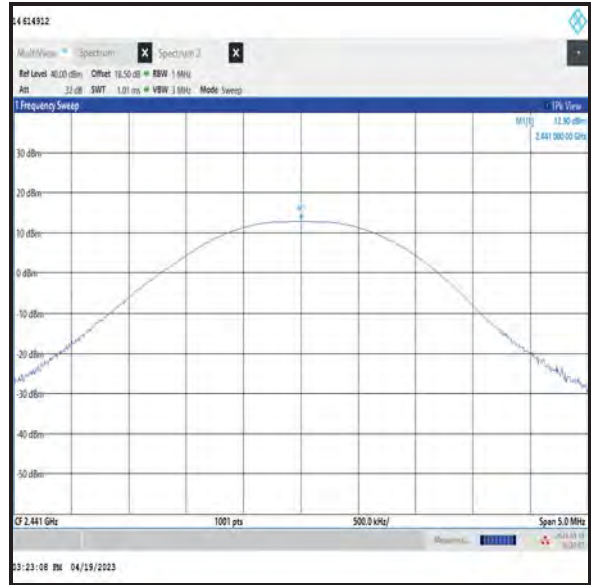 14 614912
MultiView Spectrum X Spectrum 2 X
Ref Level 40.00 dBm Offset 18.50 dB RBW 1 MHz
Att 32 dB SWT 1.01 ms VBW 3 MHz Mode Sweep
1 Frequency Sweep 1Pk View
M1[1] 12.90 dBm
2.441 000 00 GHz
30 dBm
20 dBm
M1
10 dBm
0 dBm
-10 dBm
-20 dBm
-30 dBm
-40 dBm
-50 dBm
CF 2.441 GHz 1001 pts 500.0 kHz/ Span 5.0 MHz
03:23:08 PM 04/19/2023